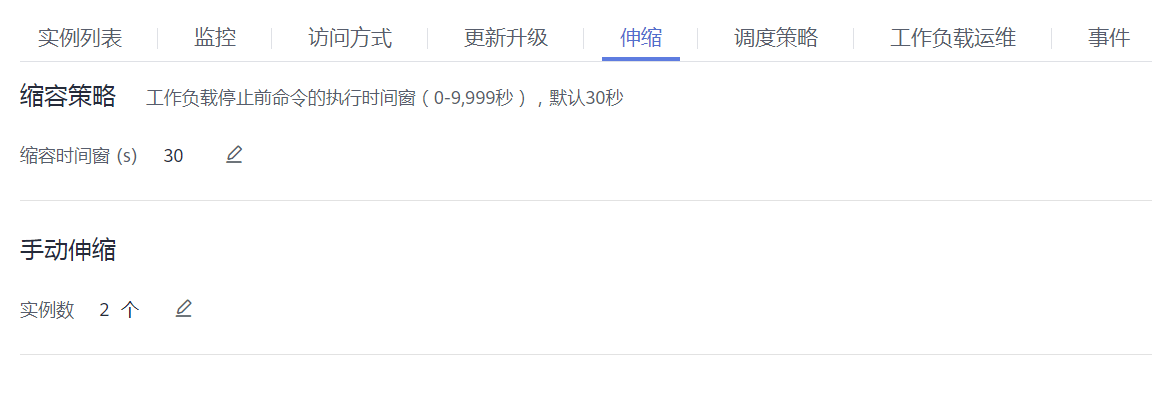 实例列表 监控 访问方式 更新升级 伸缩 调度策略 工作负载运维 事件
缩容策略 工作负载停止前命令的执行时间窗（0-9,999秒），默认30秒
缩容时间窗 (s) 30
手动伸缩
实例数 2 个